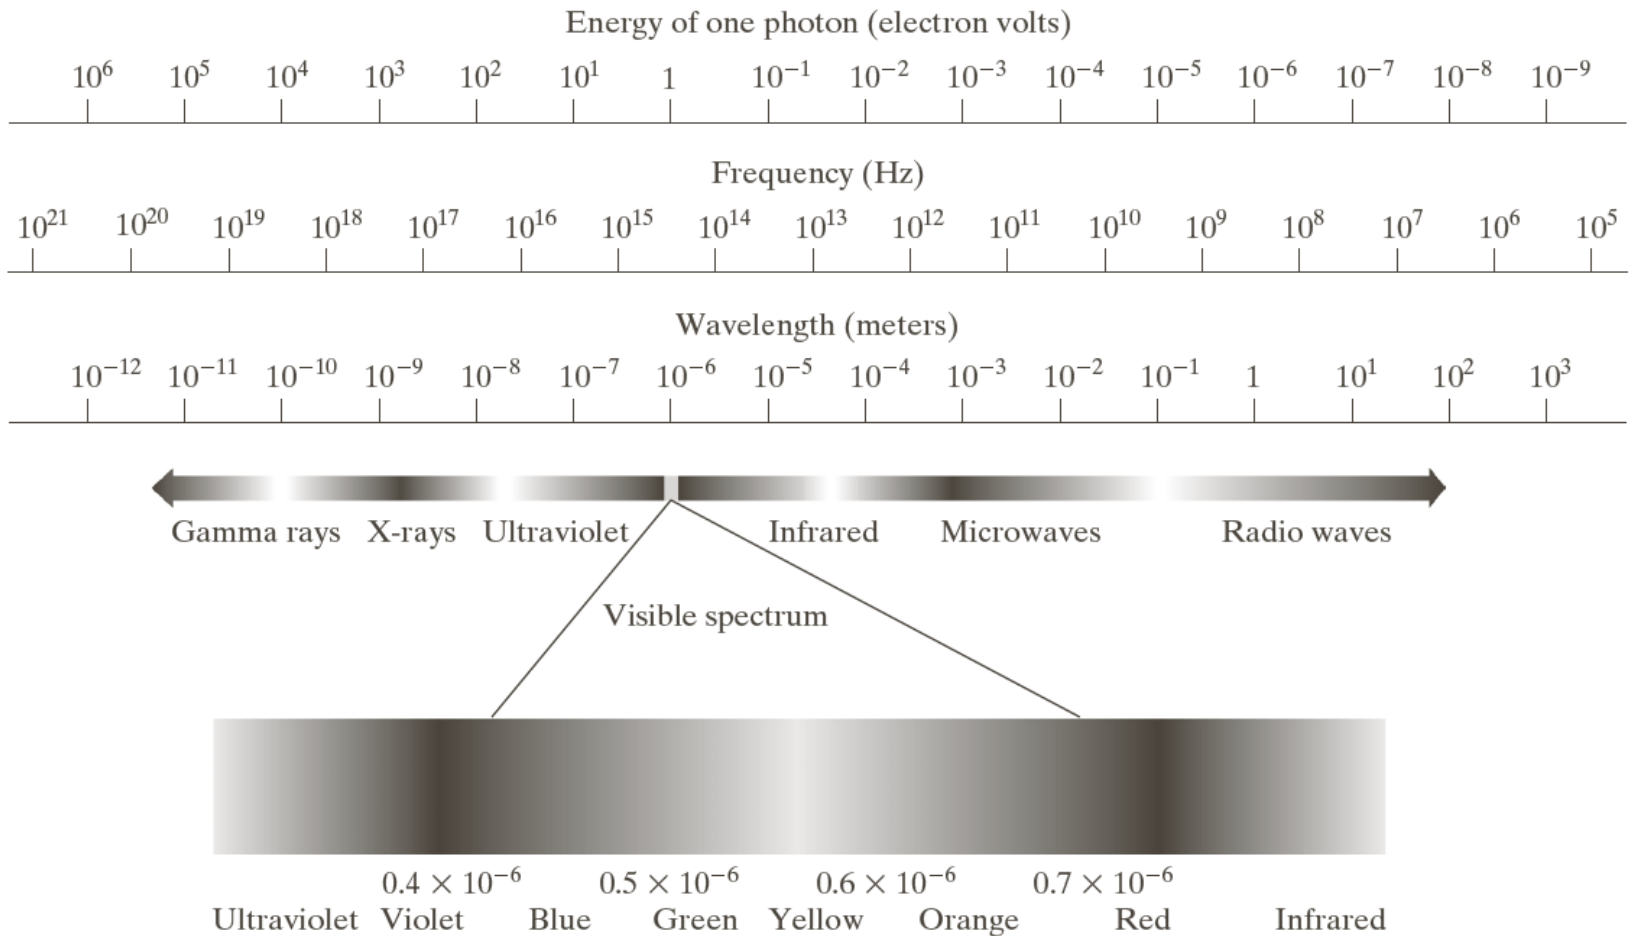 Energy of one photon (electron volts)
10⁶ 10⁵ 10⁴ 10³ 10² 10¹ 1 10⁻¹ 10⁻² 10⁻³ 10⁻⁴ 10⁻⁵ 10⁻⁶ 10⁻⁷ 10⁻⁸ 10⁻⁹
Frequency (Hz)
10²¹ 10²⁰ 10¹⁹ 10¹⁸ 10¹⁷ 10¹⁶ 10¹⁵ 10¹⁴ 10¹³ 10¹² 10¹¹ 10¹⁰ 10⁹ 10⁸ 10⁷ 10⁶ 10⁵
Wavelength (meters)
10⁻¹² 10⁻¹¹ 10⁻¹⁰ 10⁻⁹ 10⁻⁸ 10⁻⁷ 10⁻⁶ 10⁻⁵ 10⁻⁴ 10⁻³ 10⁻² 10⁻¹ 1 10¹ 10² 10³
Gamma rays X-rays Ultraviolet Infrared Microwaves Radio waves
Visible spectrum
0.4 × 10⁻⁶ 0.5 × 10⁻⁶ 0.6 × 10⁻⁶ 0.7 × 10⁻⁶
Ultraviolet Violet Blue Green Yellow Orange Red Infrared